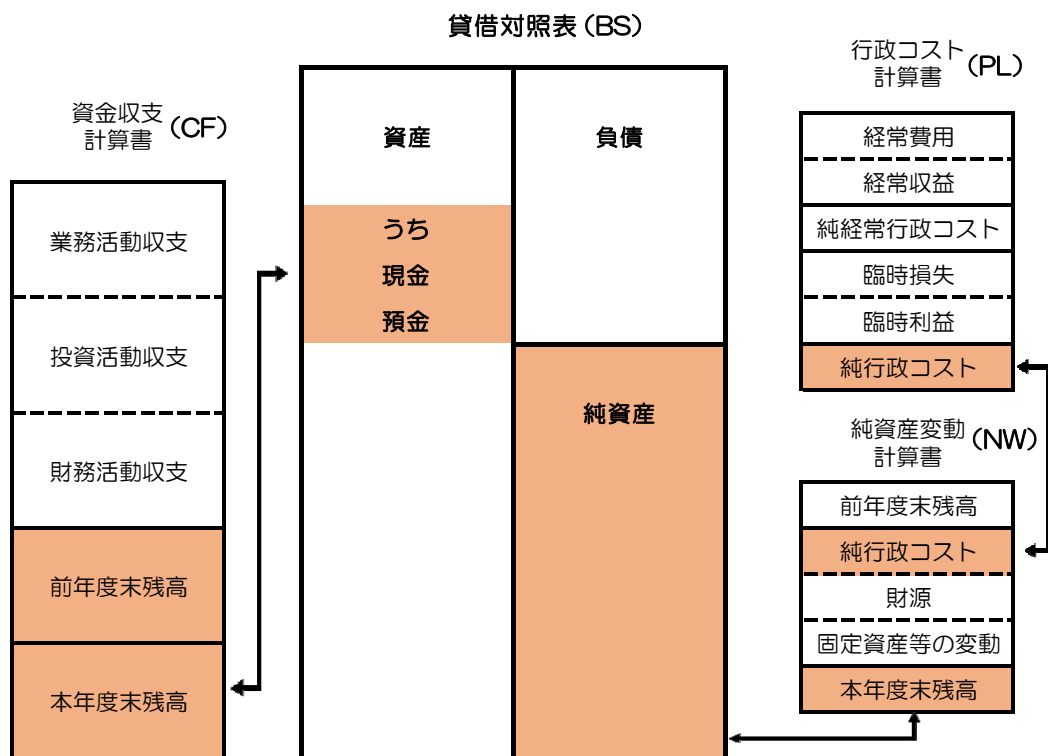 貸借対照表(BS)
資金収支
計算書
(CF)
業務活動収支
投資活動収支
財務活動収支
前年度末残高
本年度末残高
資産
うち
現金
預金
負債
純資産
行政コスト
計算書
(PL)
経常費用
経常収益
純経常行政コスト
臨時損失
臨時利益
純行政コスト
純資産変動
計算書
(NW)
前年度末残高
純行政コスト
財源
固定資産等の変動
本年度末残高